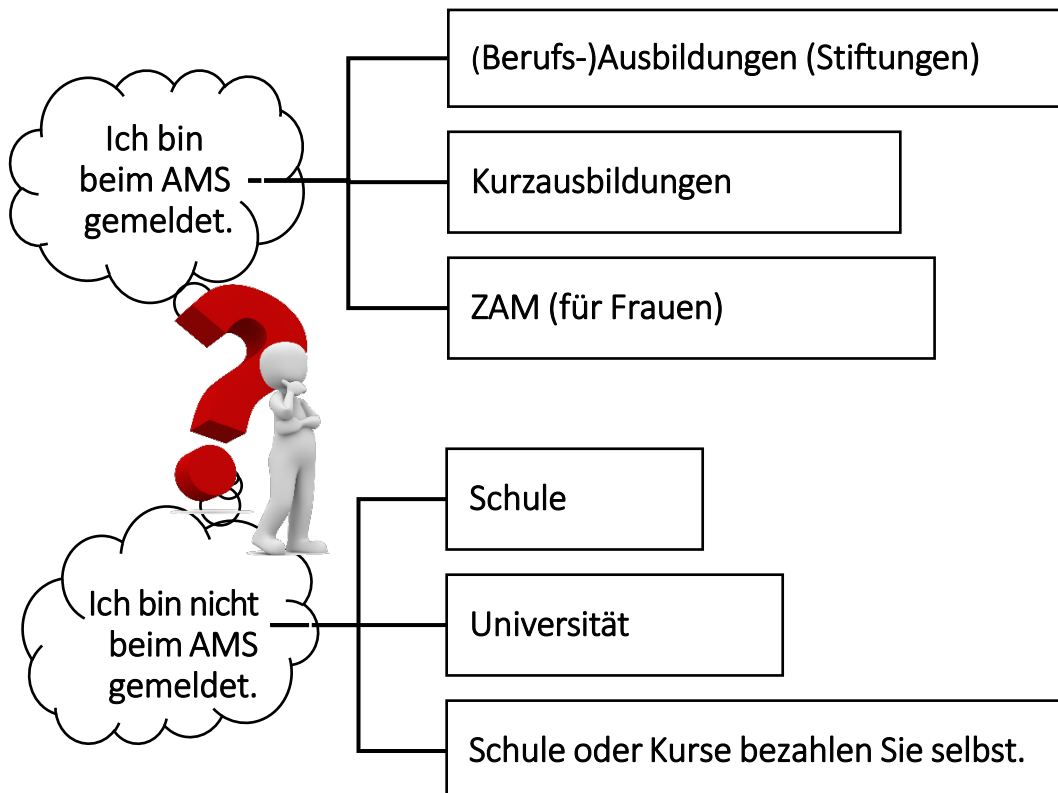 Ich bin
beim AMS
gemeldet.
(Berufs-)Ausbildungen (Stiftungen)
Kurzausbildungen
ZAM (für Frauen)
Ich bin nicht
beim AMS
gemeldet.
Schule
Universität
Schule oder Kurse bezahlen Sie selbst.